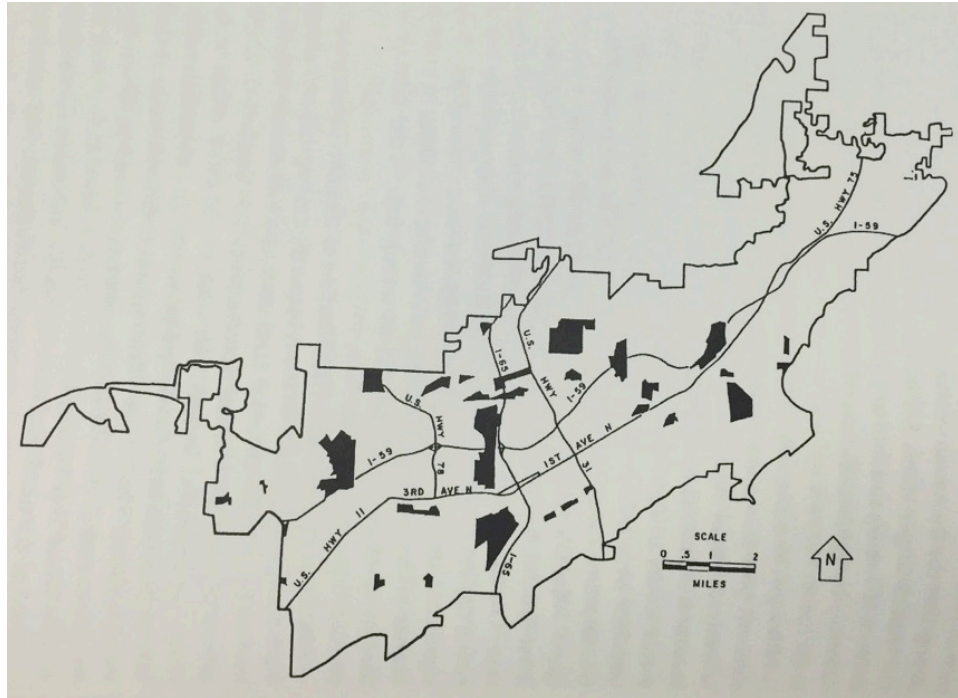 U.S. HWY 75
I-59
I-65
U.S. HWY 31
I-59
U.S. HWY 78
I-59
1ST AVE N
3RD AVE N
U.S. HWY 11
I-65
SCALE
0 .5 1 2
MILES
N